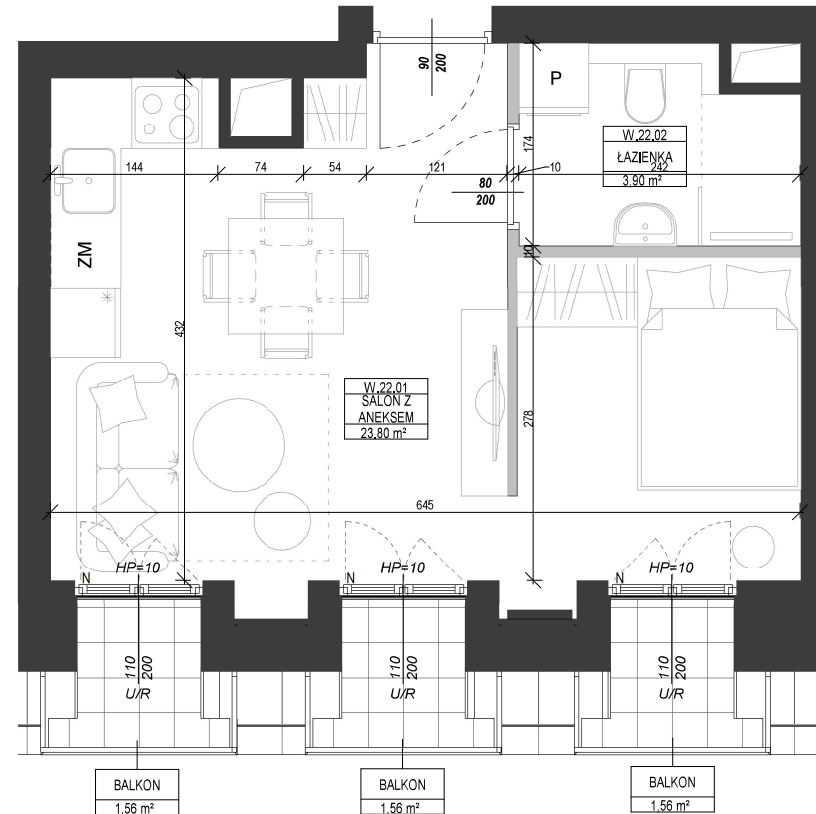 90
200
P
W.22.02
ŁAZIENKA
3,90 m²
174
144
74
54
121
10
242
80
200
10
ZM
432
W.22.01
SALON Z
ANEKSEM
23.80 m²
278
645
HP=10
HP=10
HP=10
N
N
N
110
200
U/R
110
200
U/R
110
200
U/R
BALKON
1.56 m²
BALKON
1.56 m²
BALKON
1,56 m²